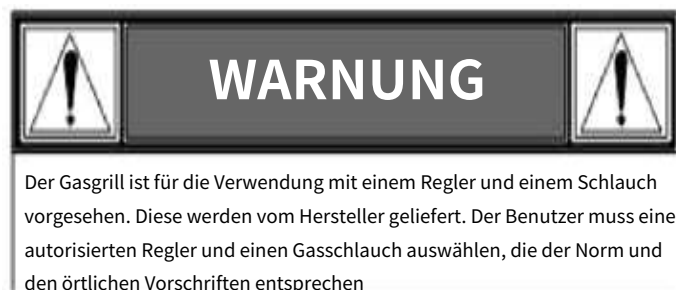 WARNUNG
Der Gasgrill ist für die Verwendung mit einem Regler und einem Schlauch
vorgesehen. Diese werden vom Hersteller geliefert. Der Benutzer muss eine
autorisierten Regler und einen Gasschlauch auswählen, die der Norm und
den örtlichen Vorschriften entsprechen